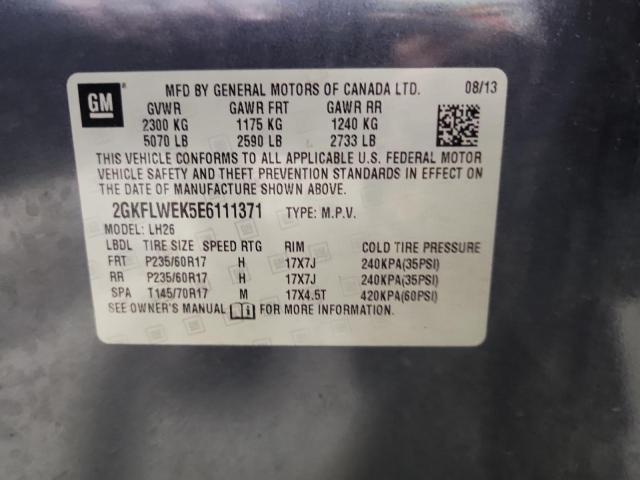 GM
MFD BY GENERAL MOTORS OF CANADA LTD. 08/13
GVWR GAWR FRT GAWR RR
2300 KG 1175 KG 1240 KG
5070 LB 2590 LB 2733 LB
THIS VEHICLE CONFORMS TO ALL APPLICABLE U.S. FEDERAL MOTOR
VEHICLE SAFETY AND THEFT PREVENTION STANDARDS IN EFFECT ON
THE DATE OF MANUFACTURE SHOWN ABOVE.
2GKFLWEK5E6111371 TYPE: M.P.V.
MODEL: LH26
LBDL TIRE SIZE SPEED RTG RIM COLD TIRE PRESSURE
FRT P235/60R17 H 17X7J 240KPA(35PSI)
RR P235/60R17 H 17X7J 240KPA(35PSI)
SPA T145/70R17 M 17X4.5T 420KPA(60PSI)
SEE OWNER'S MANUAL FOR MORE INFORMATION.